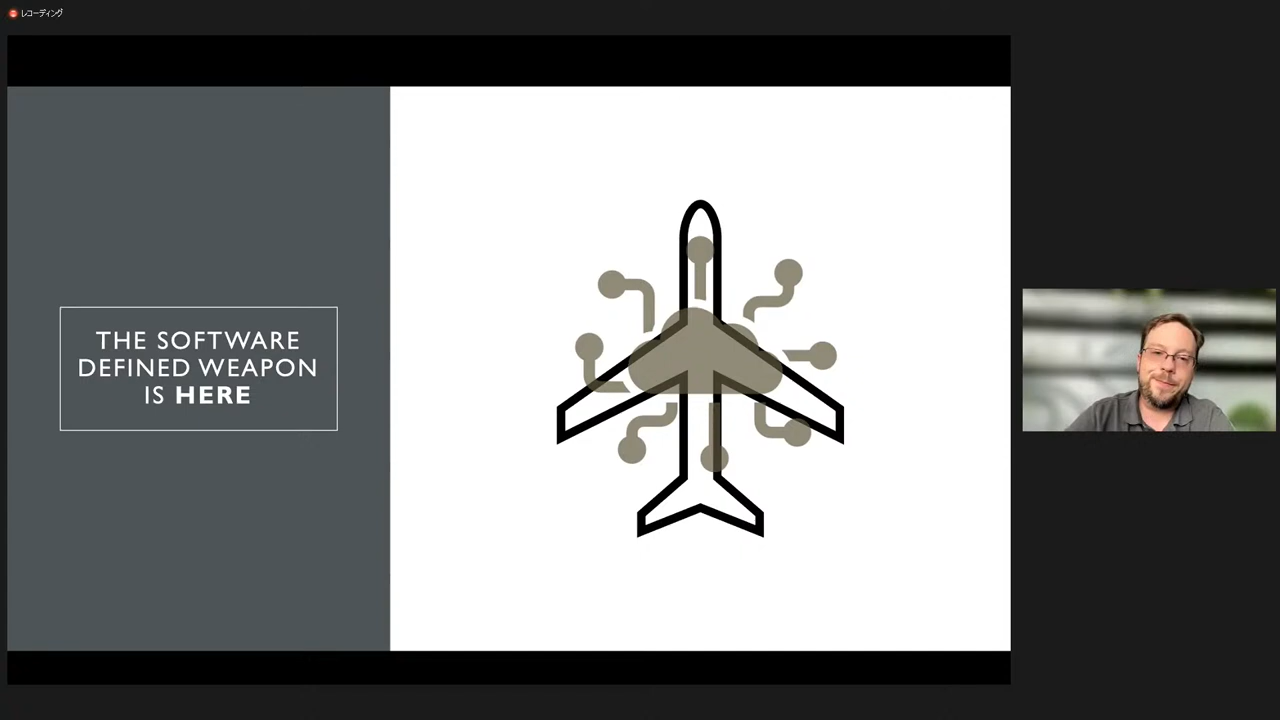 レコーディング
THE SOFTWARE
DEFINED WEAPON
IS HERE